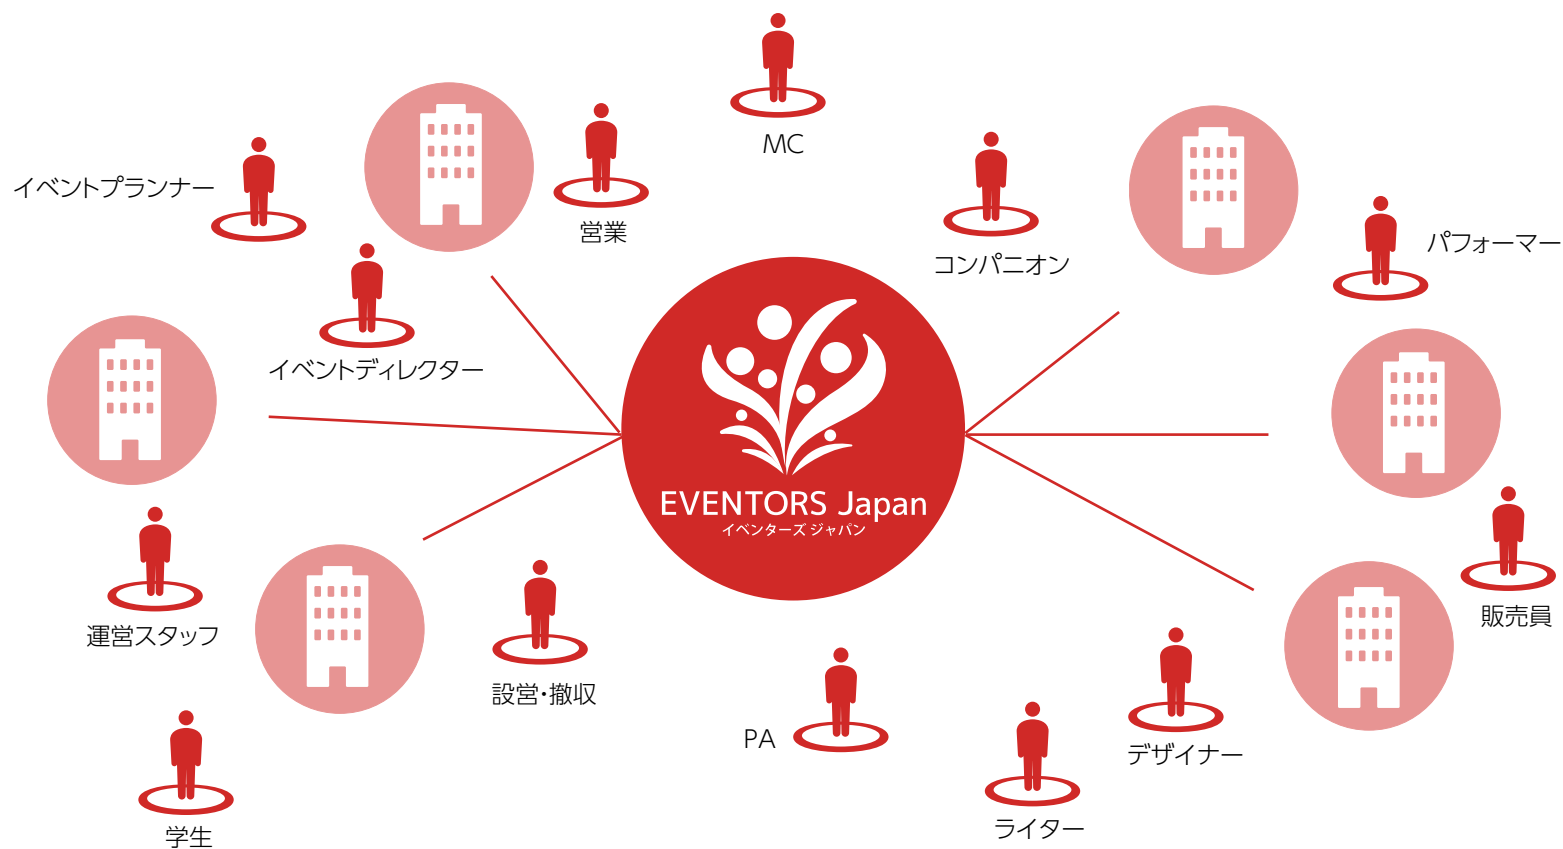 MC
イベントプランナー
営業
パフォーマー
コンパニオン
イベントディレクター
EVENTORS Japan
イベンターズ ジャパン
販売員
運営スタッフ
設営・撤収
PA
デザイナー
ライター
学生